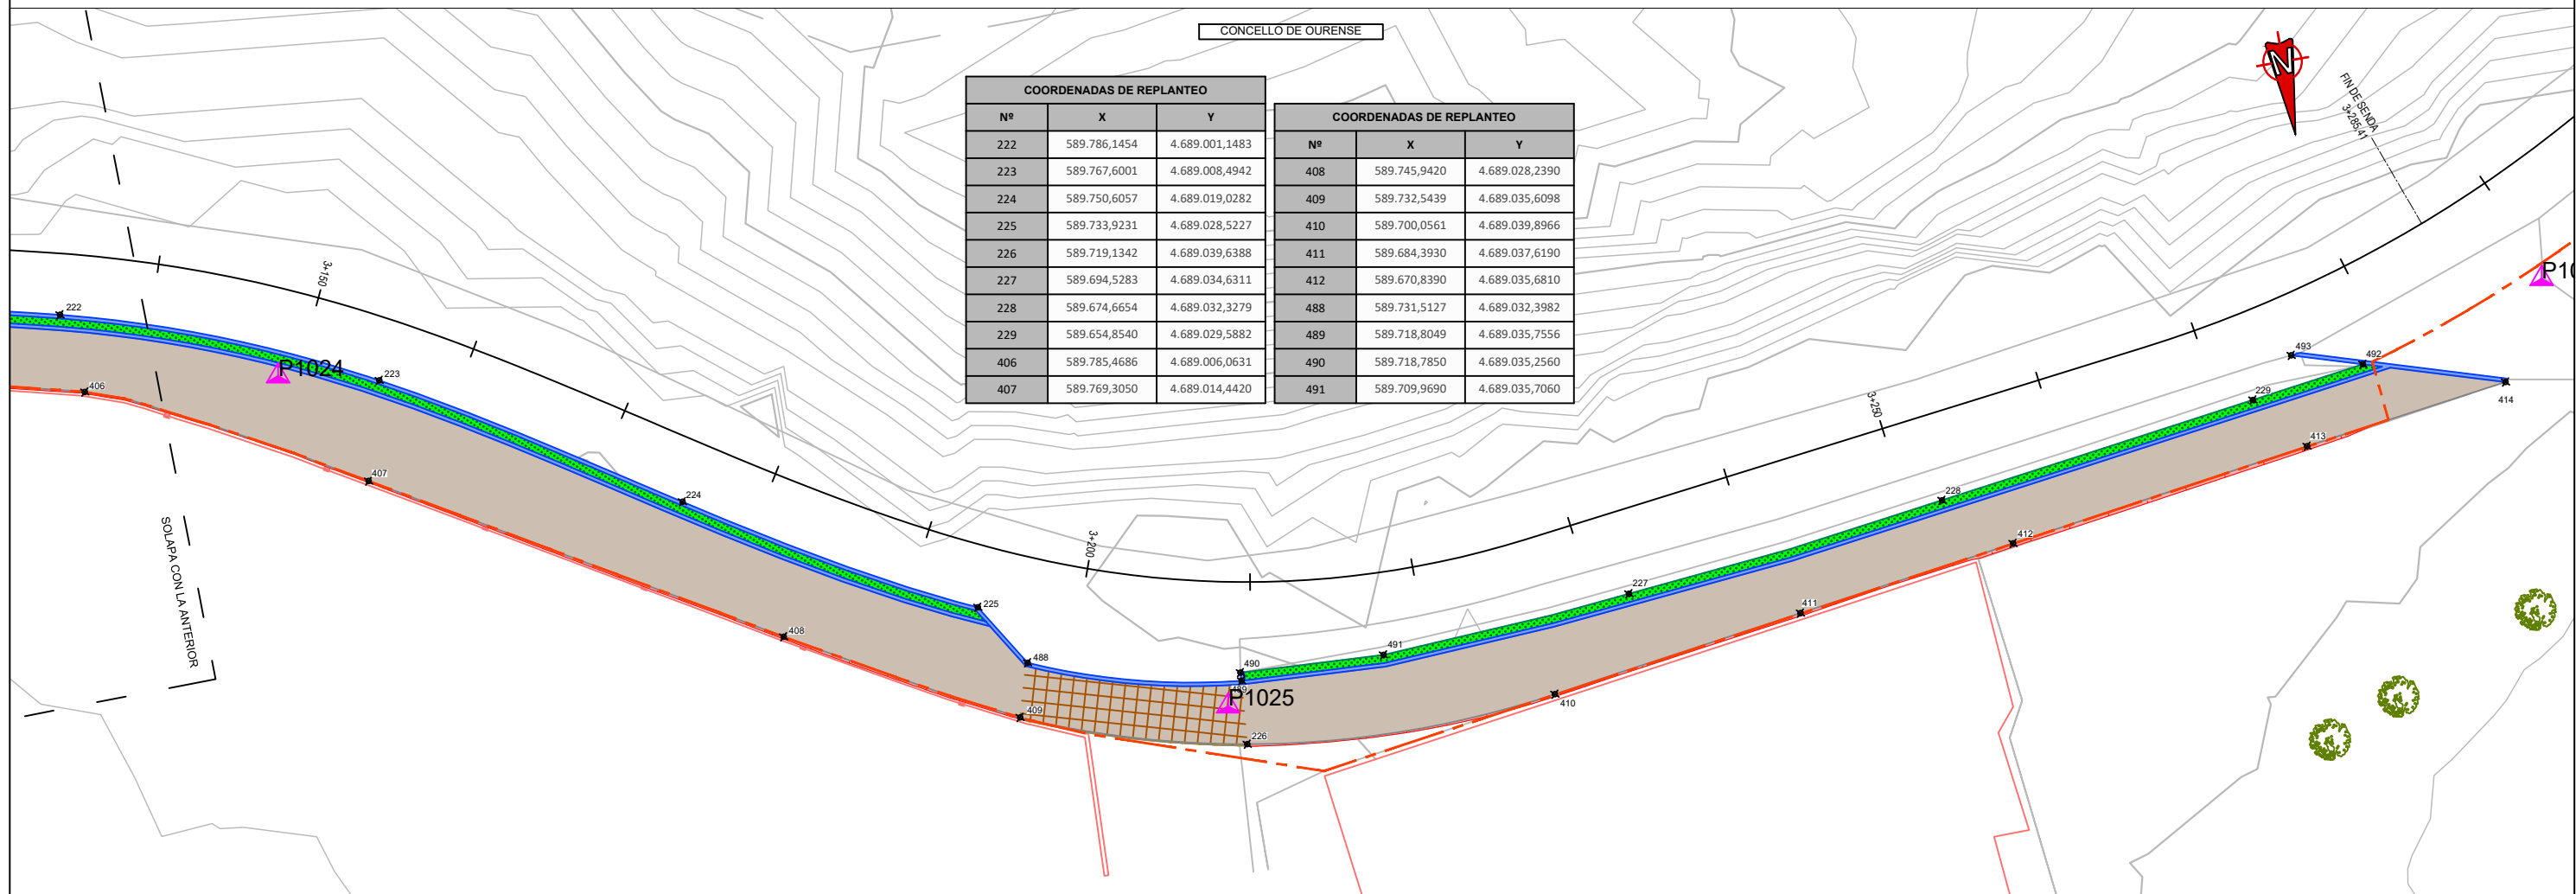 CONCELLO DE OURENSE
N
FIN DE SENDA
3+285,41
COORDENADAS DE REPLANTEO
Nº X Y
222 589.786,1454 4.689.001,1483
223 589.767,6001 4.689.008,4942
224 589.750,6057 4.689.019,0282
225 589.733,9231 4.689.028,5227
226 589.719,1342 4.689.039,6388
227 589.694,5283 4.689.034,6311
228 589.674,6654 4.689.032,3279
229 589.654,8540 4.689.029,5882
406 589.785,4686 4.689.006,0631
407 589.769,3050 4.689.014,4420
COORDENADAS DE REPLANTEO
Nº X Y
408 589.745,9420 4.689.028,2390
409 589.732,5439 4.689.035,6098
410 589.700,0561 4.689.039,8966
411 589.684,3930 4.689.037,6190
412 589.670,8390 4.689.035,6810
488 589.731,5127 4.689.032,3982
489 589.718,8049 4.689.035,7556
490 589.718,7850 4.689.035,2560
491 589.709,9690 4.689.035,7060
3+150
222
P1024
223
406
407
224
SOLAPA CON LA ANTERIOR
225
408
3+200
488
409
490
491
P1025
226
227
410
411
3+250
228
412
229
413
493
492
414
P10